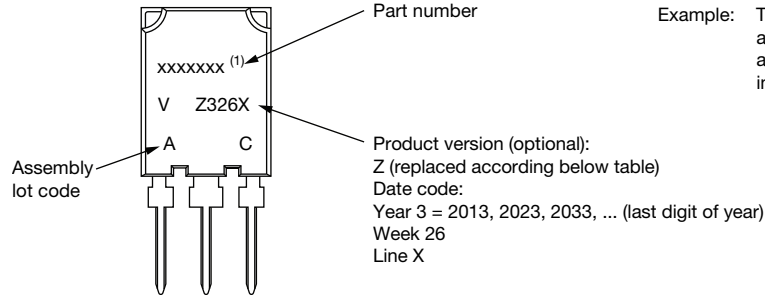 Part number
xxxxxxx (1)
V Z326X
A C
Assembly
lot code
Product version (optional):
Z (replaced according below table)
Date code:
Year 3 = 2013, 2023, 2033, ... (last digit of year)
Week 26
Line X
Example: